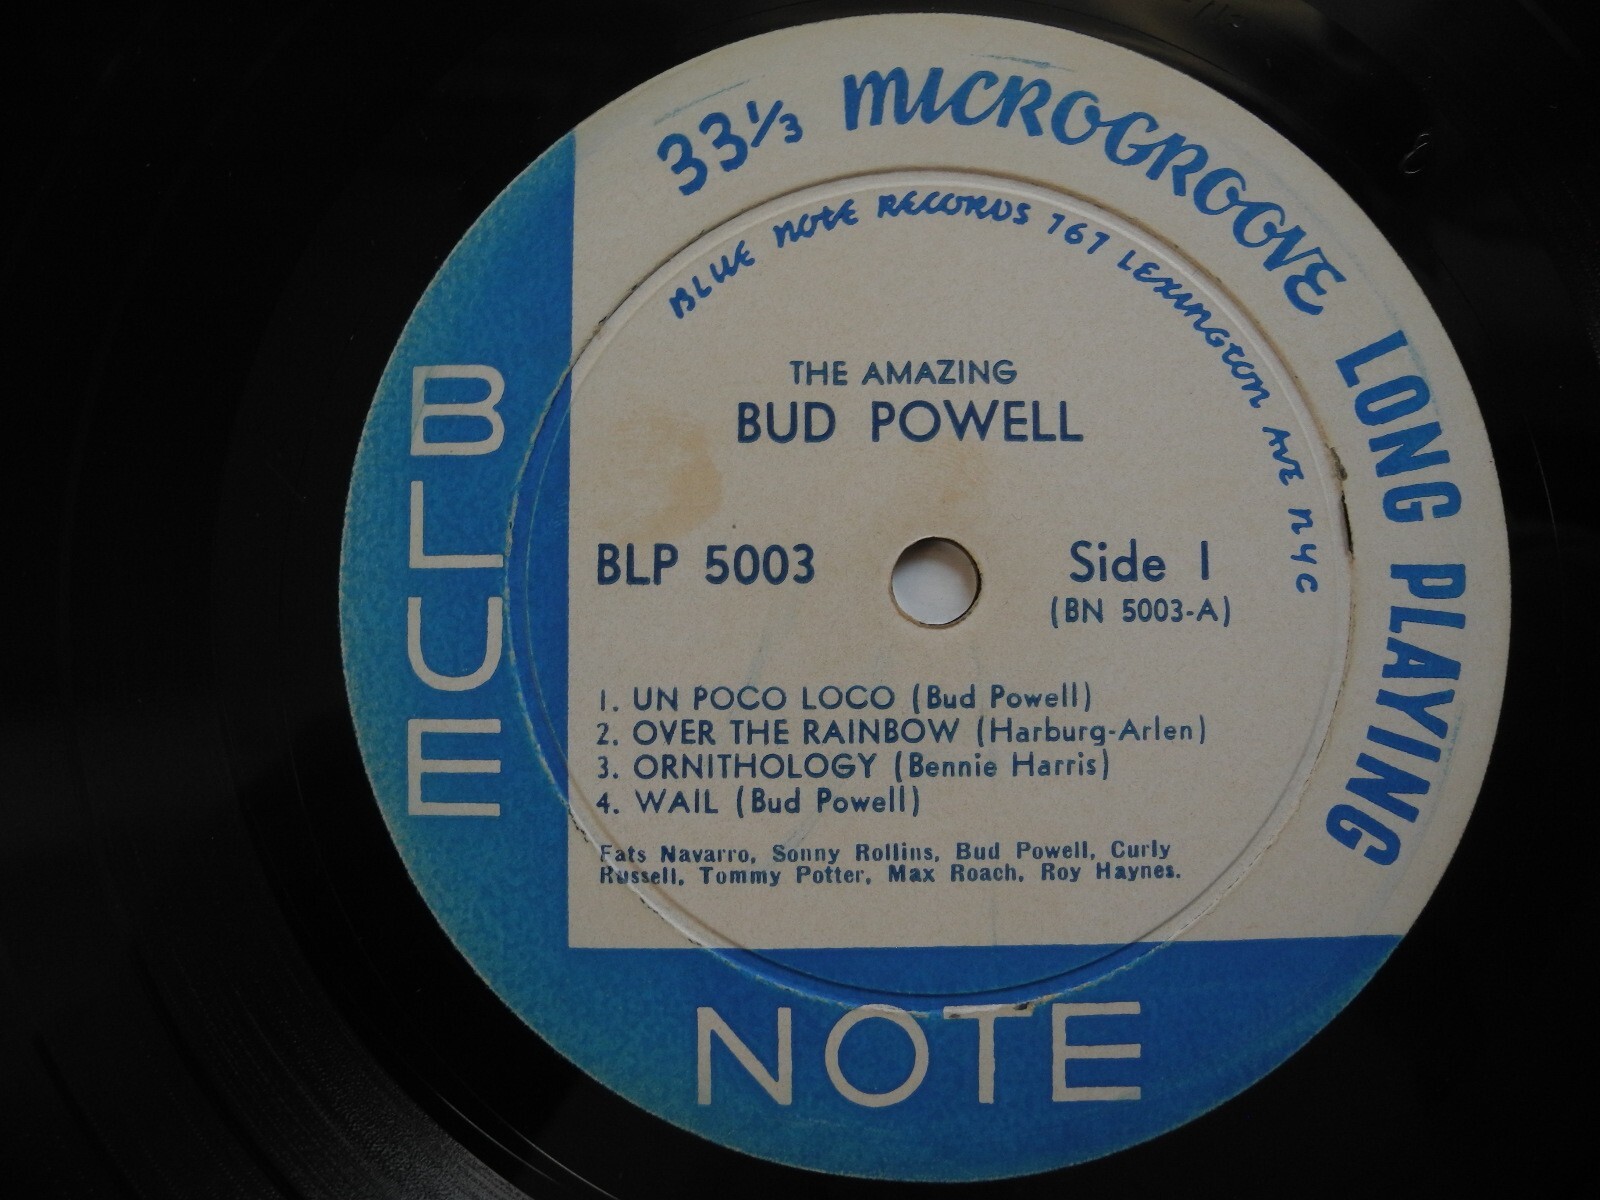 33⅓ MICROGROOVE LONG PLAYING
BLUE NOTE RECORDS 767 LEXINGTON AVE NYC
THE AMAZING
BUD POWELL
BLP 5003
Side 1
(BN 5003-A)
1. UN POCO LOCO (Bud Powell)
2. OVER THE RAINBOW (Harburg-Arlen)
3. ORNITHOLOGY (Bennie Harris)
4. WAIL (Bud Powell)
Fats Navarro, Sonny Rollins, Bud Powell, Curly
Russell, Tommy Potter, Max Roach, Roy Haynes.
BLUE
NOTE